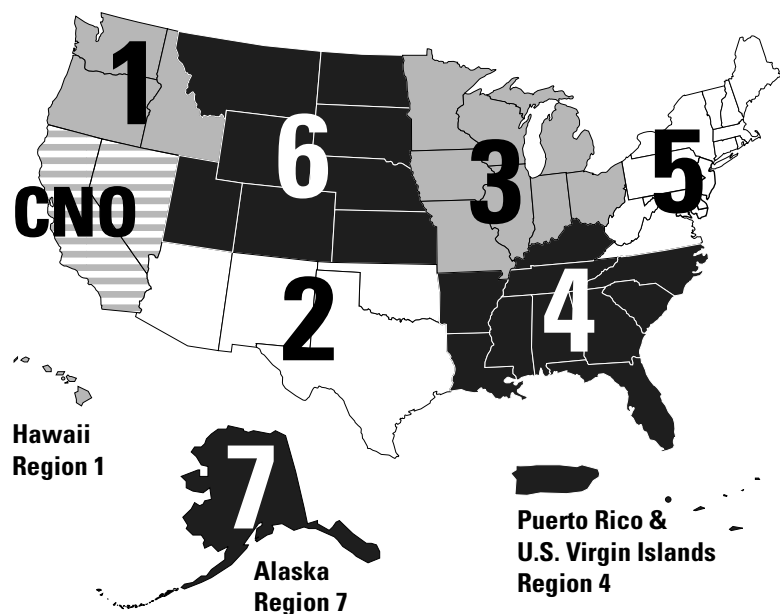 1
6
3
5
CNO
2
4
Hawaii
Region 1
7
Alaska
Region 7
Puerto Rico &
U.S. Virgin Islands
Region 4